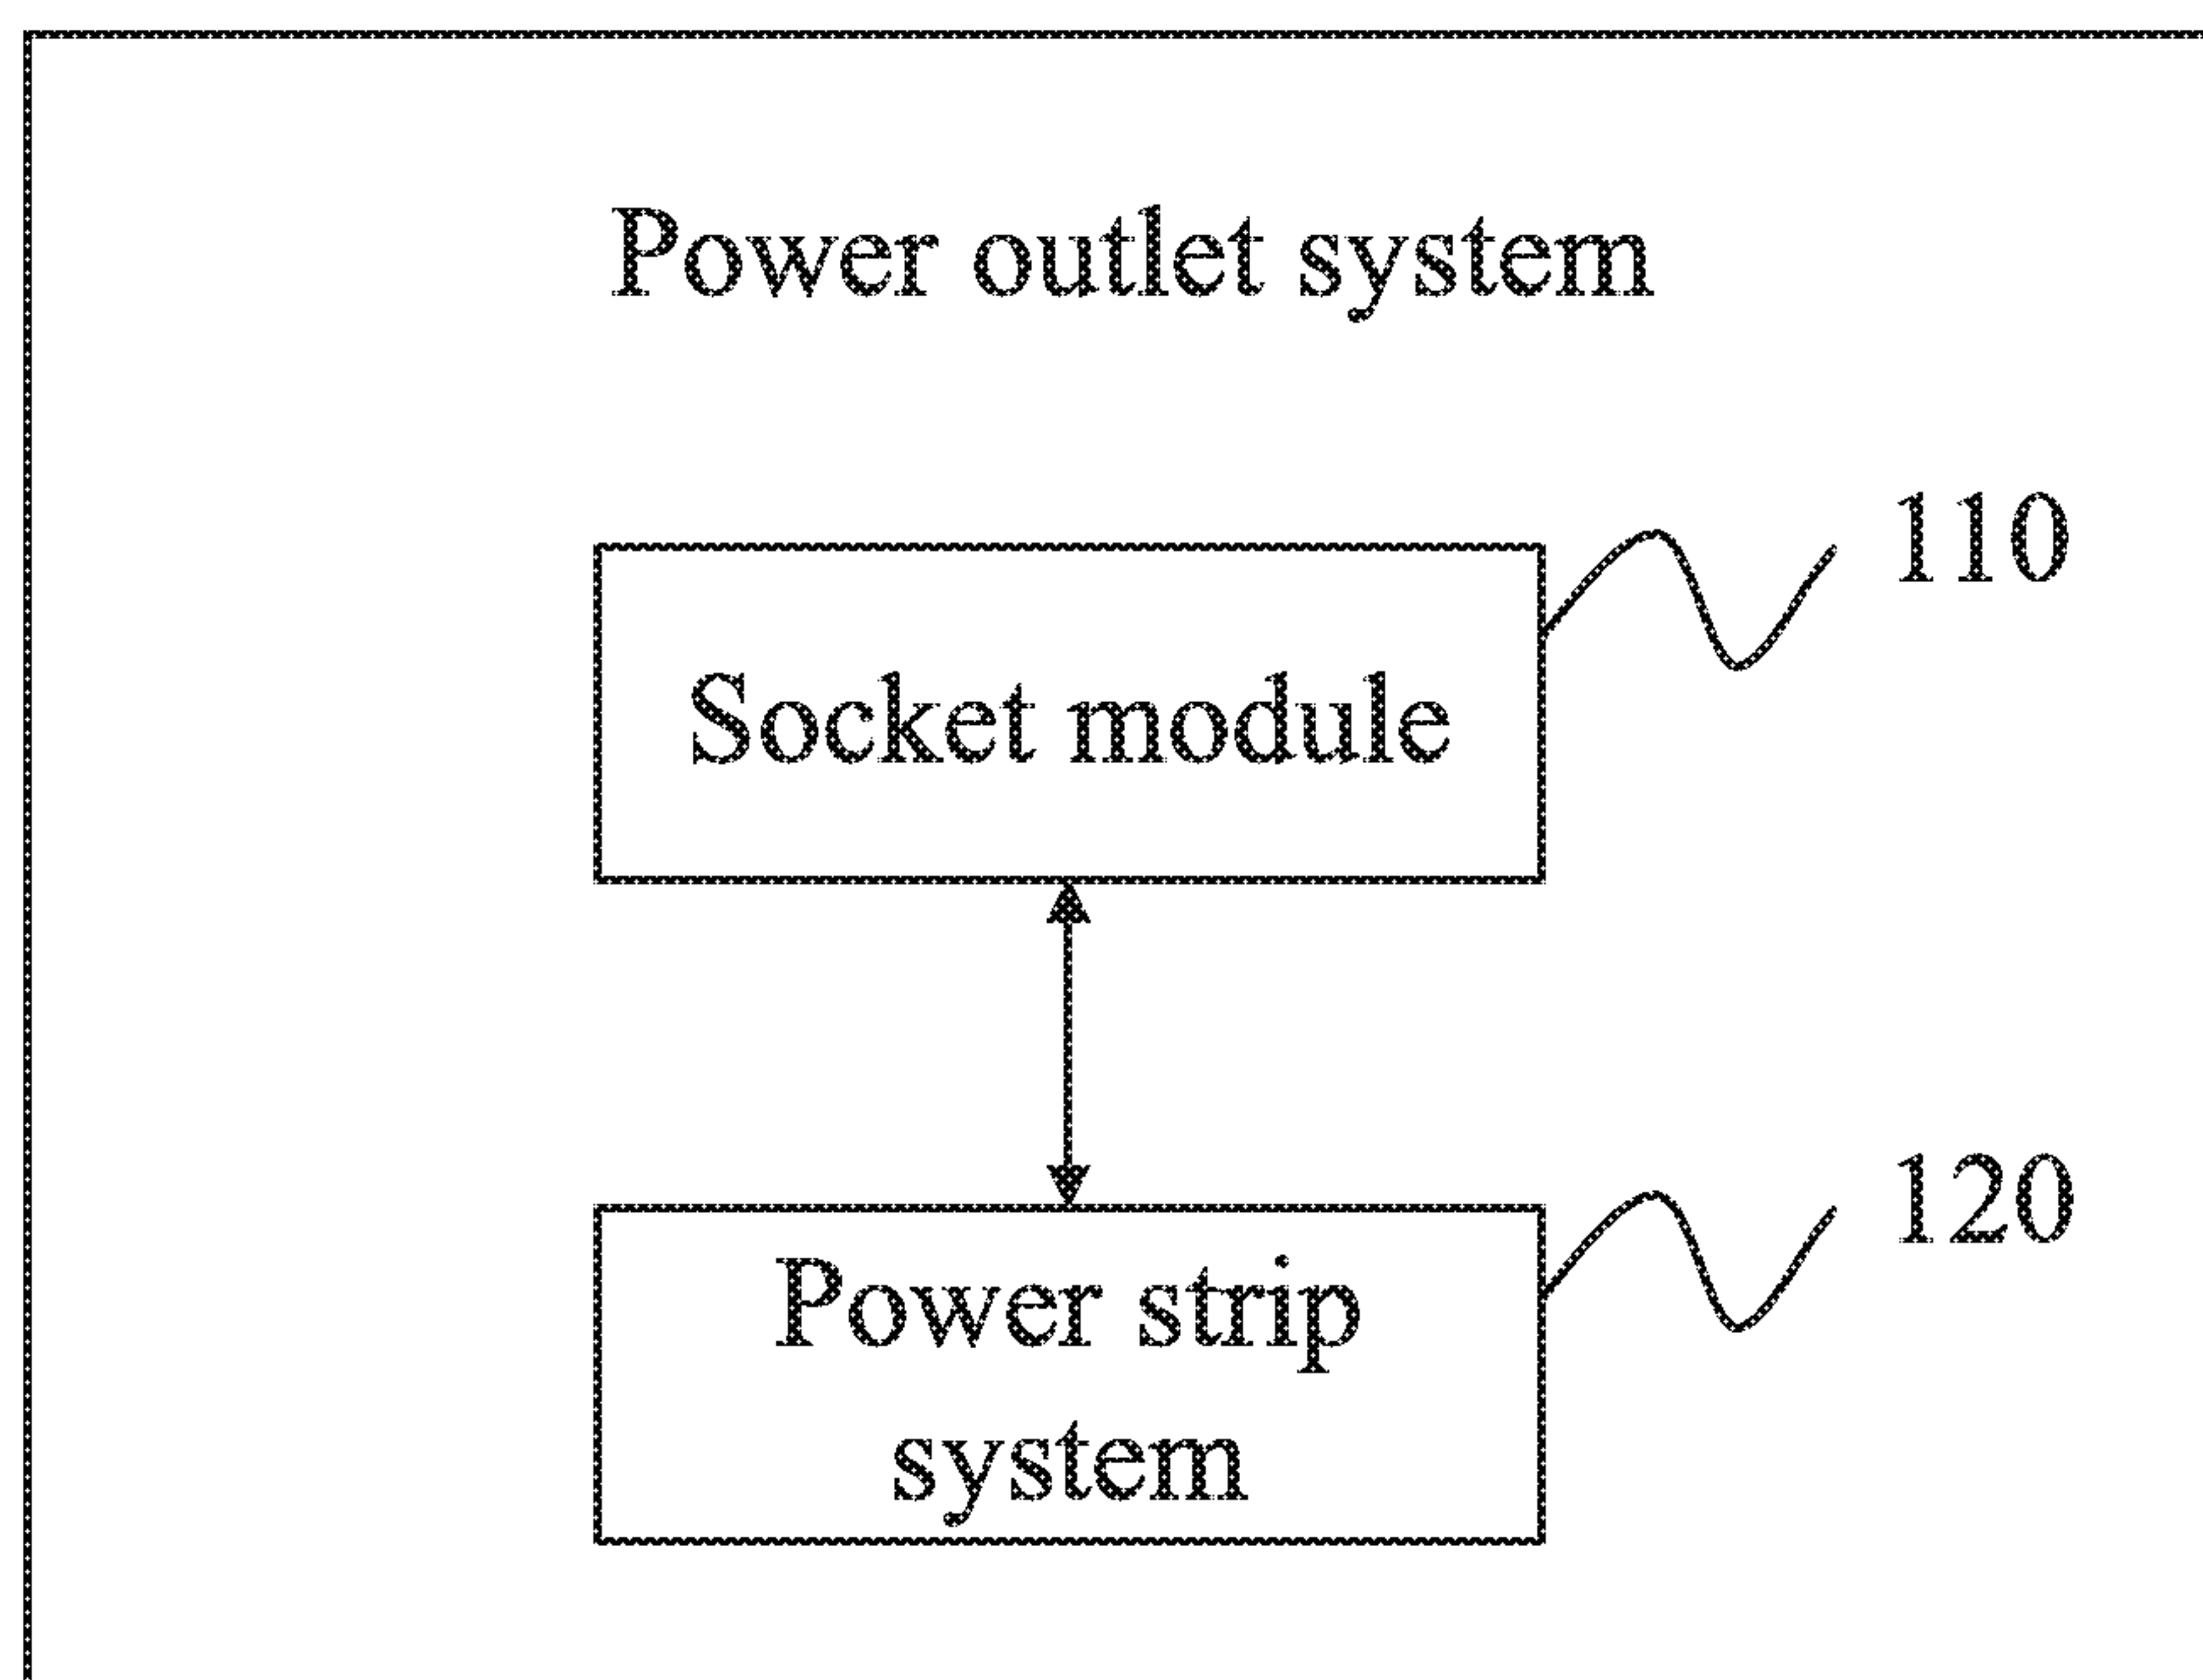 Power outlet system
110
Socket module
120
Power strip
system